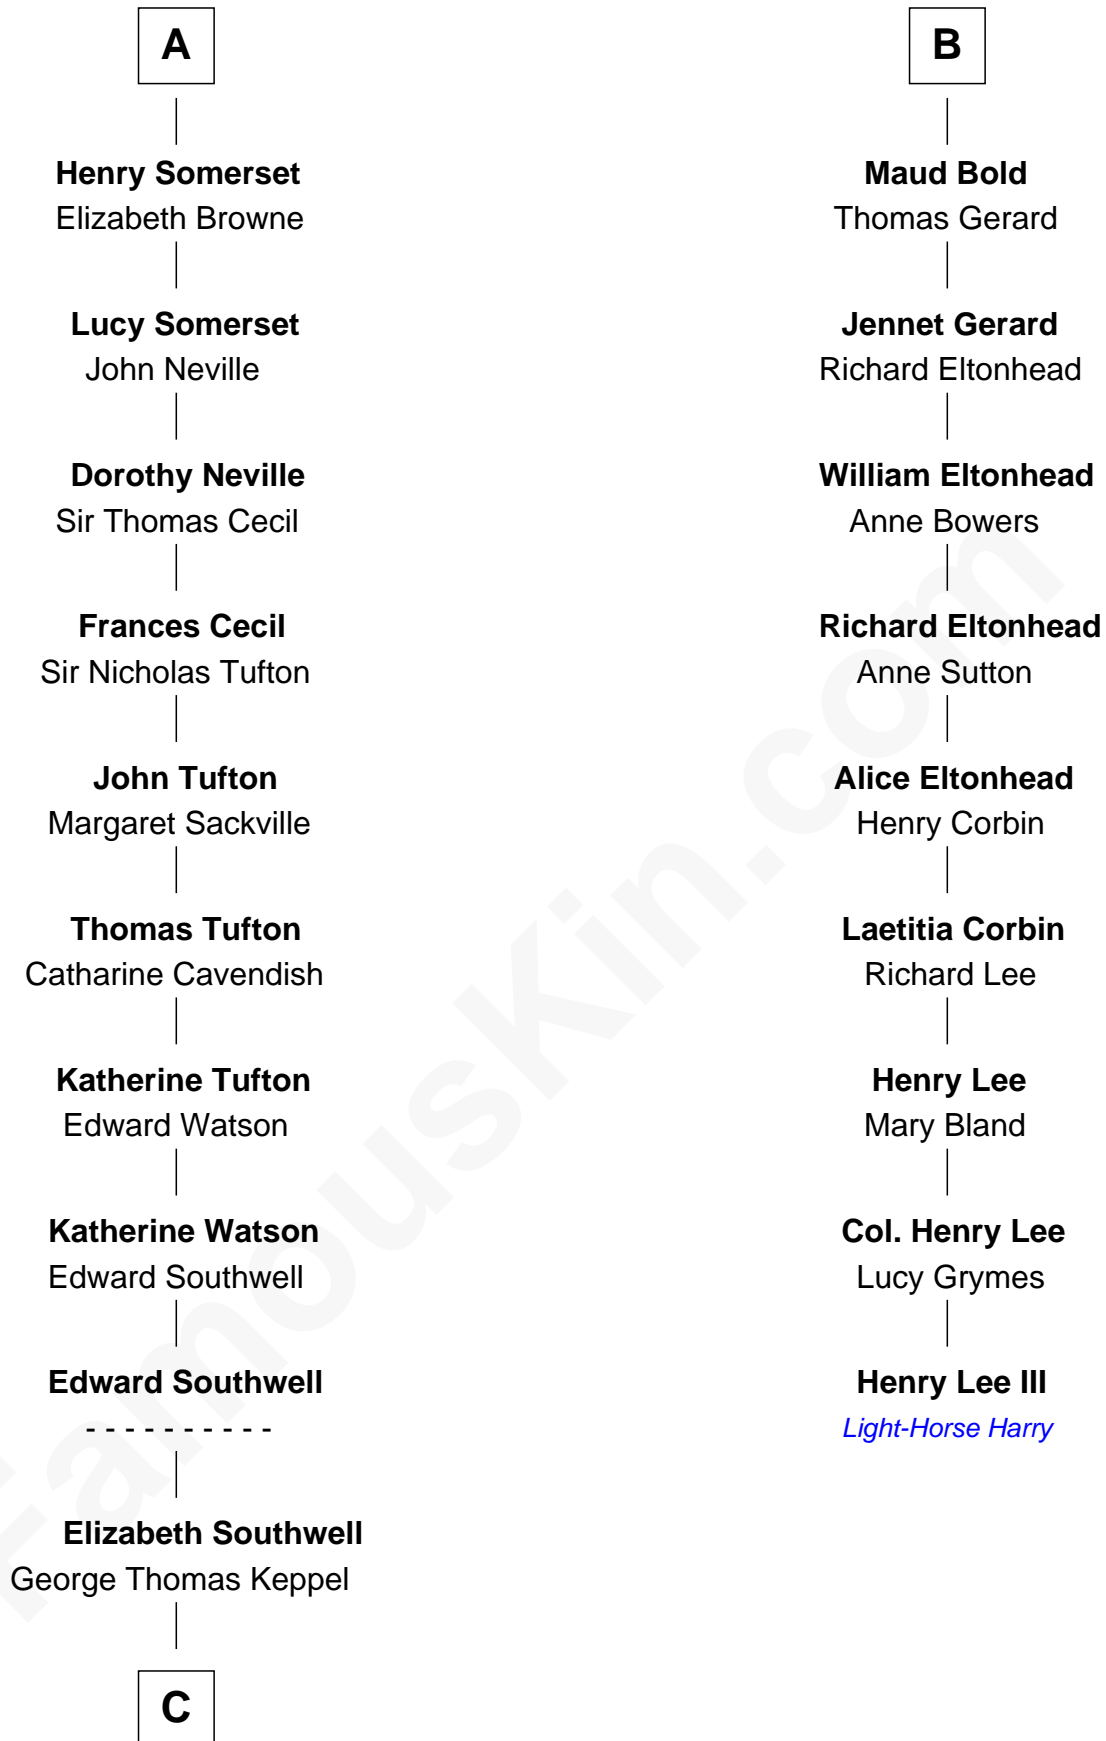 A
Henry Somerset
Elizabeth Browne
Lucy Somerset
John Neville
Dorothy Neville
Sir Thomas Cecil
Frances Cecil
Sir Nicholas Tufton
John Tufton
Margaret Sackville
Thomas Tufton
Catharine Cavendish
Katherine Tufton
Edward Watson
Katherine Watson
Edward Southwell
Edward Southwell
- - - - - - - - - -
Elizabeth Southwell
George Thomas Keppel
C
B
Maud Bold
Thomas Gerard
Jennet Gerard
Richard Eltonhead
William Eltonhead
Anne Bowers
Richard Eltonhead
Anne Sutton
Alice Eltonhead
Henry Corbin
Laetitia Corbin
Richard Lee
Henry Lee
Mary Bland
Col. Henry Lee
Lucy Grymes
Henry Lee III
Light-Horse Harry
FamousKin.com